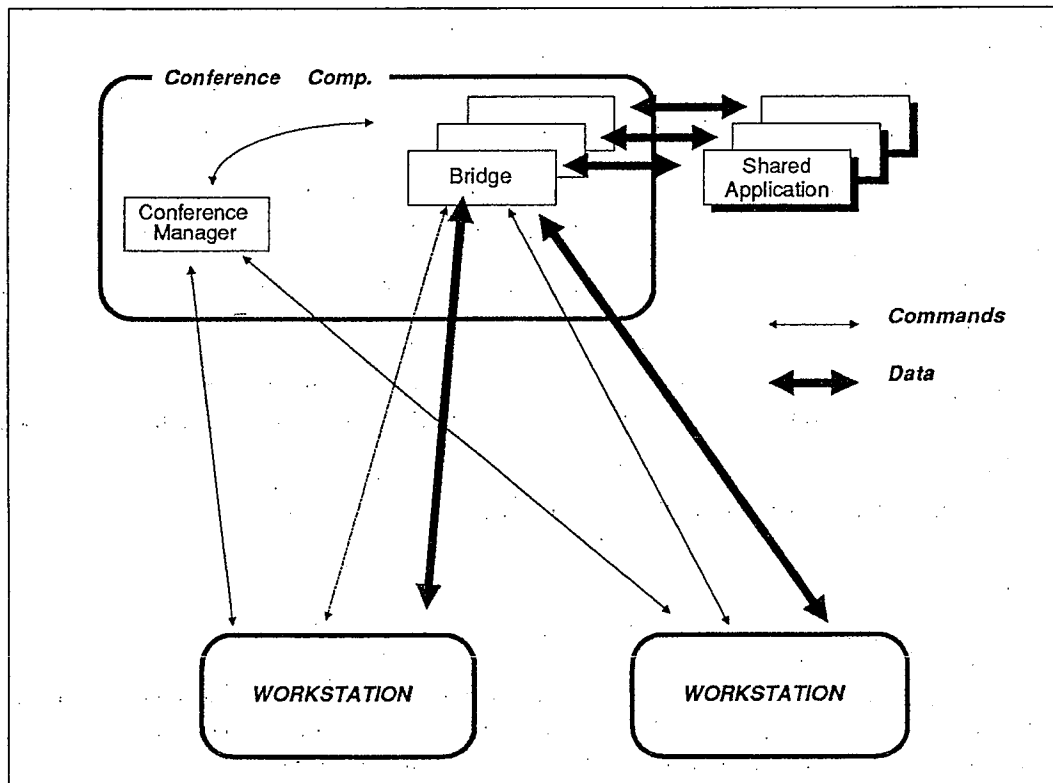 Conference Comp.
Bridge
Shared
Application
Conference
Manager
Commands
Data
WORKSTATION
WORKSTATION